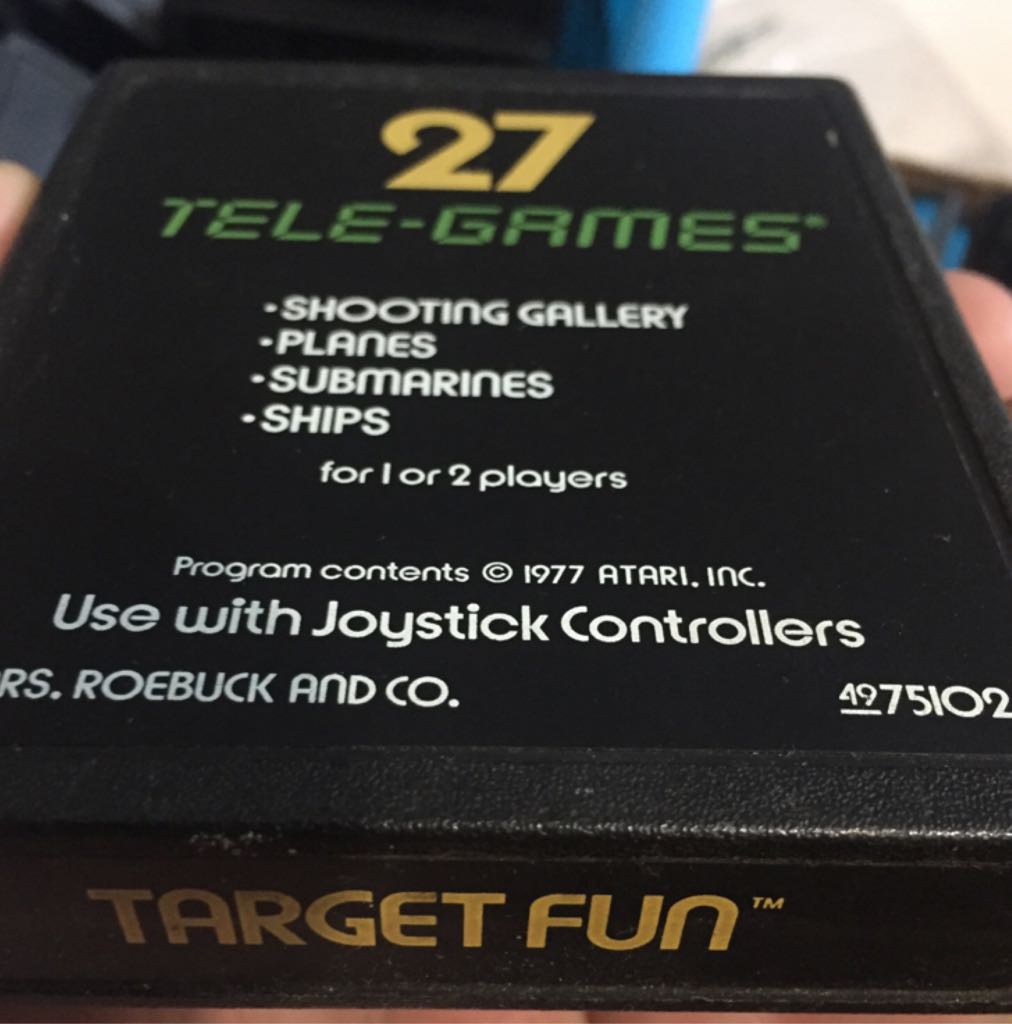 27
TELE-GAMES®
•SHOOTING GALLERY
•PLANES
•SUBMARINES
•SHIPS
for 1 or 2 players
Program contents © 1977 ATARI, INC.
Use with Joystick Controllers
RS. ROEBUCK AND CO.
4975102
TARGET FUN™